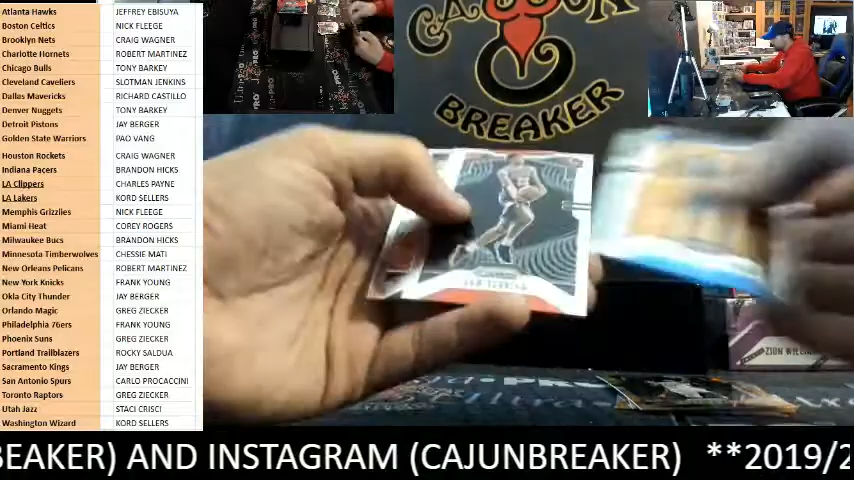 Atlanta Hawks JEFFREY EBISUYA
Boston Celtics NICK FLEEGE
Brooklyn Nets CRAIG WAGNER
Charlotte Hornets ROBERT MARTINEZ
Chicago Bulls TONY BARKEY
Cleveland Cavaliers SLOTMAN JENKINS
Dallas Mavericks RICHARD CASTILLO
Denver Nuggets TONY BARKEY
Detroit Pistons JAY BERGER
Golden State Warriors PAO VANG
Houston Rockets CRAIG WAGNER
Indiana Pacers BRANDON HICKS
LA Clippers CHARLES PAYNE
LA Lakers KORD SELLERS
Memphis Grizzlies NICK FLEEGE
Miami Heat COREY ROGERS
Milwaukee Bucs BRANDON HICKS
Minnesota Timberwolves CHESSIE MATI
New Orleans Pelicans ROBERT MARTINEZ
New York Knicks FRANK YOUNG
Okla City Thunder JAY BERGER
Orlando Magic GREG ZIECKER
Philadelphia 76ers FRANK YOUNG
Phoenix Suns GREG ZIECKER
Portland Trailblazers ROCKY SALDUA
Sacramento Kings JAY BERGER
San Antonio Spurs CARLO PROCACCINI
Toronto Raptors GREG ZIECKER
Utah Jazz STACI CRISCI
Washington Wizard KORD SELLERS
CAJUN
BREAKER
ZION WILLIA
BEAKER) AND INSTAGRAM (CAJUNBREAKER) **2019/2